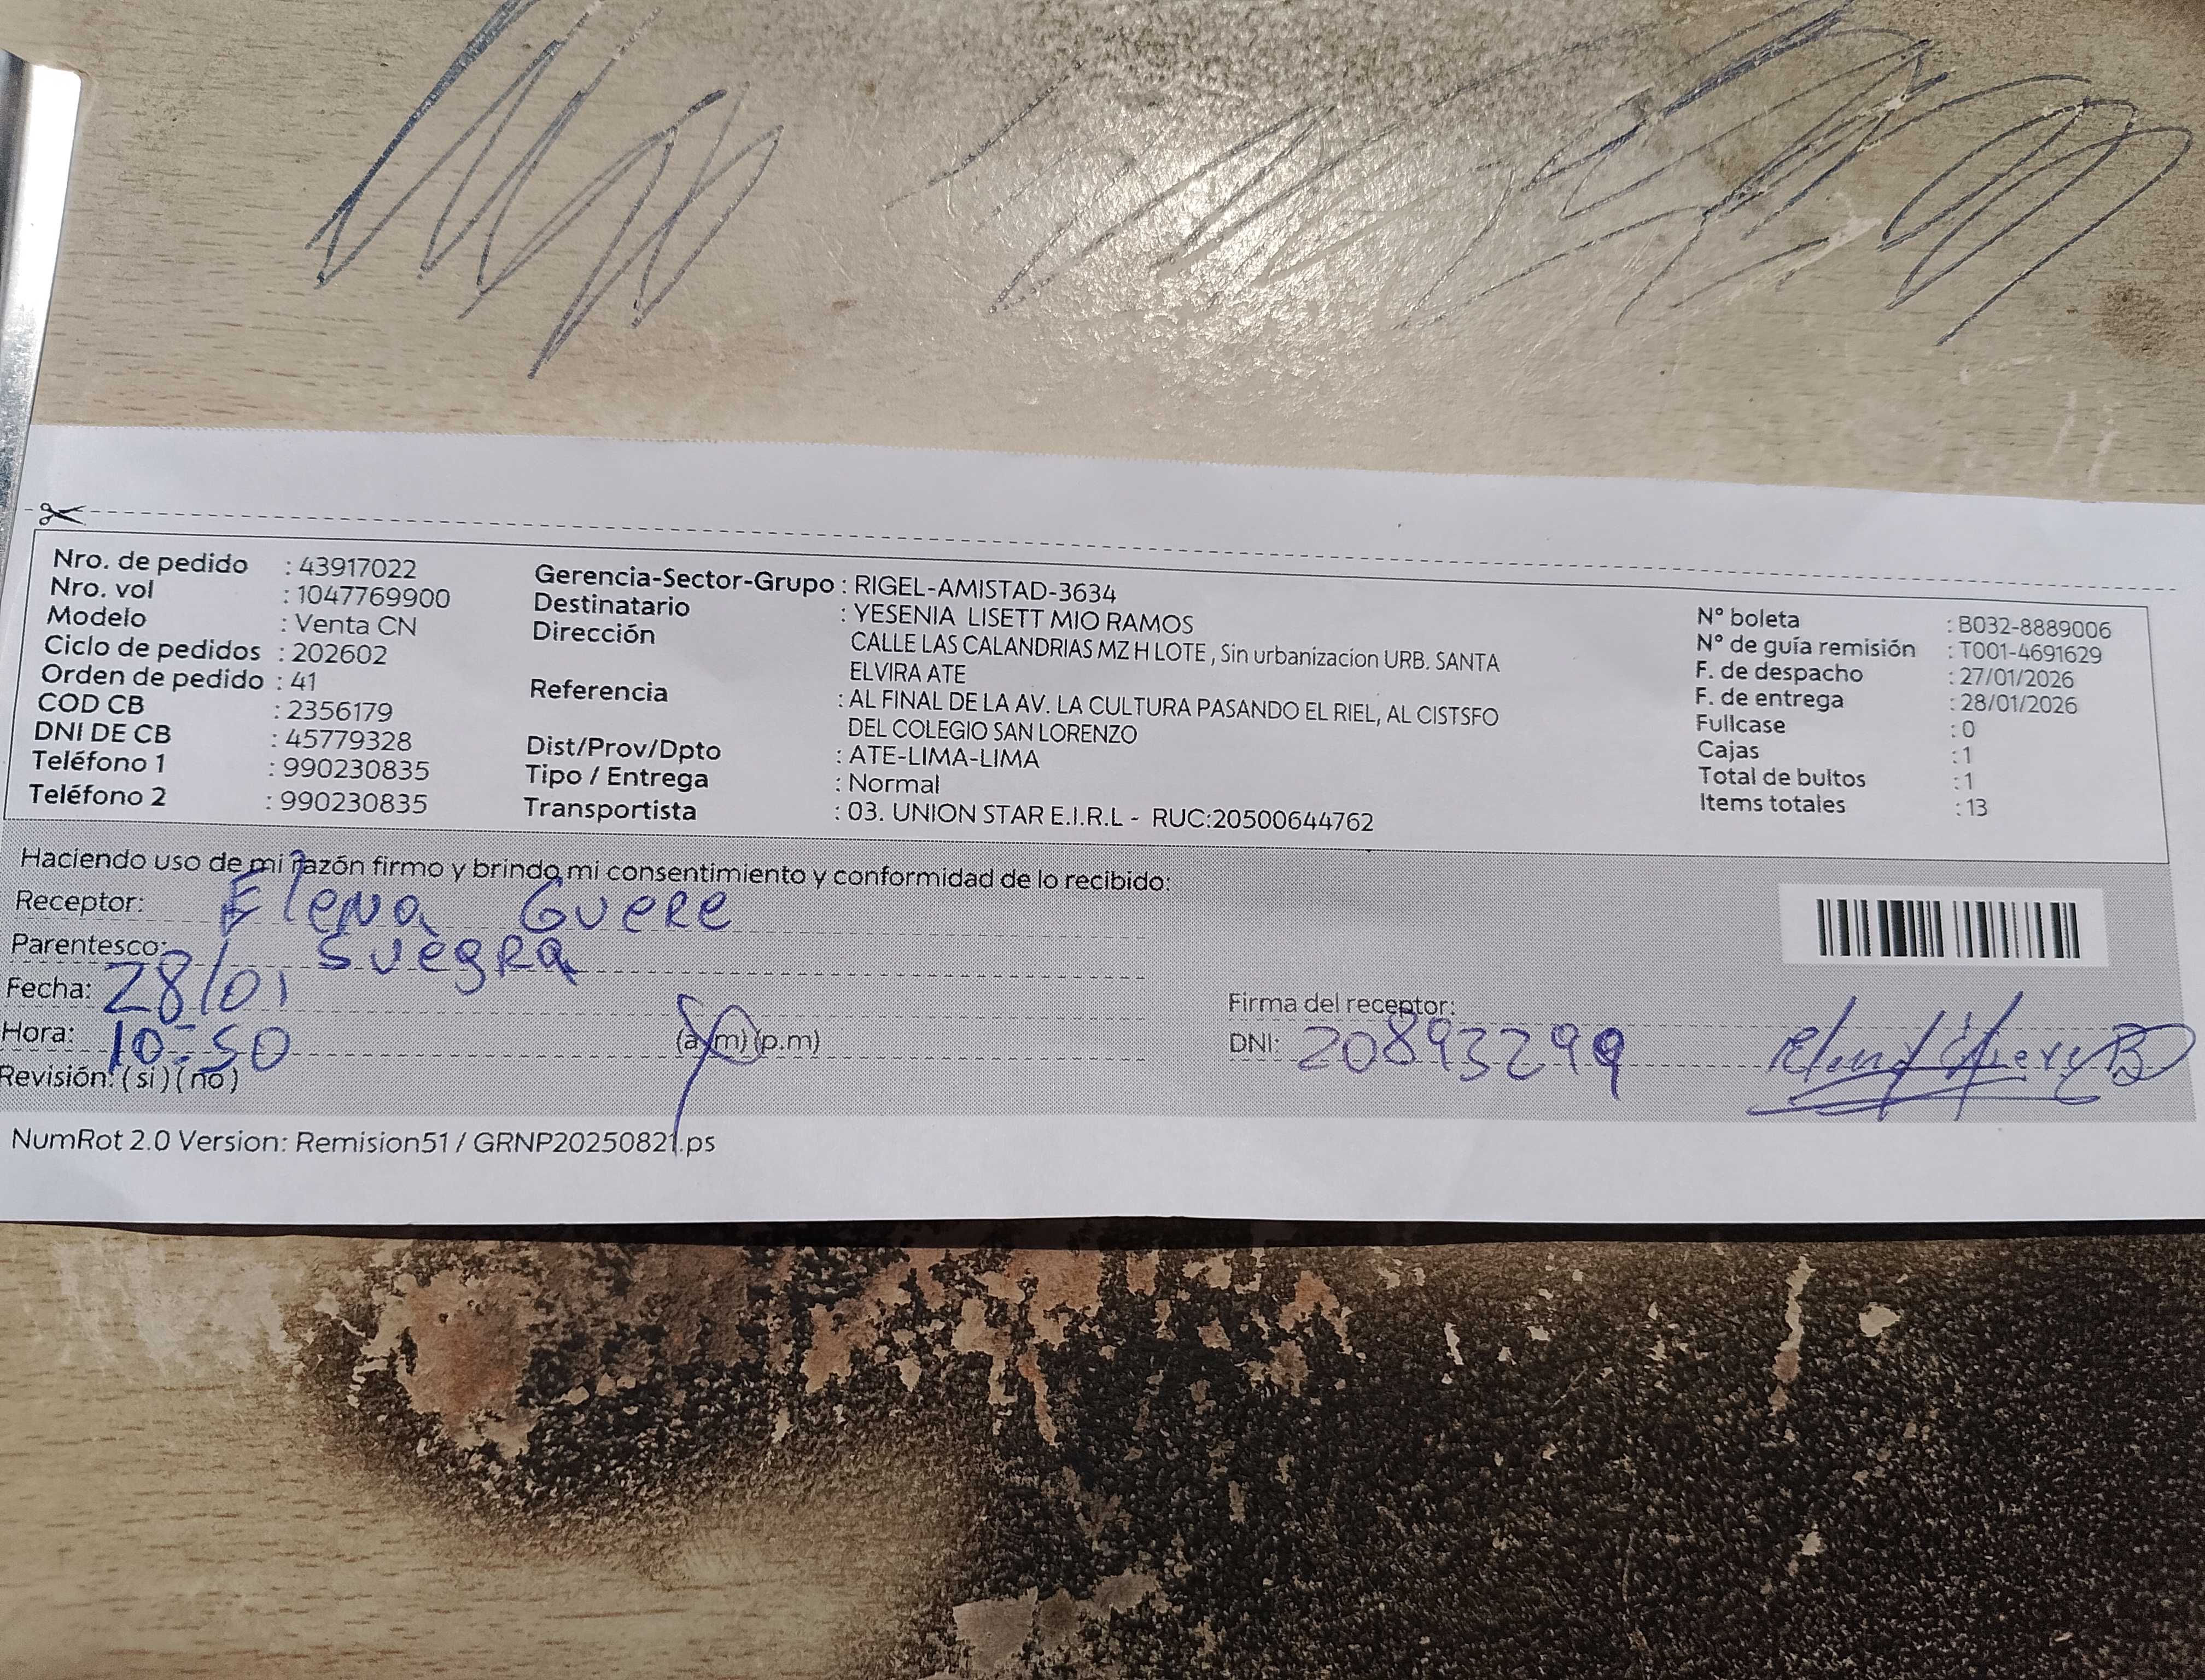 Nro. de pedido : 43917022
Nro. vol : 1047769900
Modelo : Venta CN
Ciclo de pedidos : 202602
Orden de pedido : 41
COD CB : 2356179
DNI DE CB : 45779328
Teléfono 1 : 990230835
Teléfono 2 : 990230835
Gerencia-Sector-Grupo : RIGEL-AMISTAD-3634
Destinatario : YESENIA LISETT MIO RAMOS
Dirección CALLE LAS CALANDRIAS MZ H LOTE , Sin urbanizacion URB. SANTA
ELVIRA ATE
Referencia : AL FINAL DE LA AV. LA CULTURA PASANDO EL RIEL, AL CISTSFO
DEL COLEGIO SAN LORENZO
Dist/Prov/Dpto : ATE-LIMA-LIMA
Tipo / Entrega : Normal
Transportista : 03. UNION STAR E.I.R.L - RUC:20500644762
N° boleta : B032-8889006
N° de guía remisión : T001-4691629
F. de despacho : 27/01/2026
F. de entrega : 28/01/2026
Fullcase : 0
Cajas : 1
Total de bultos : 1
Items totales : 13
Haciendo uso de mi razón firmo y brindo mi consentimiento y conformidad de lo recibido:
Receptor: Elena Guere
Parentesco: Suegra
Fecha: 28/01
Hora: 10:50 (a.m) (p.m)
Revisión: (si) (no)
Firma del receptor:
DNI: 20893299
NumRot 2.0 Version: Remision51 / GRNP20250821.ps